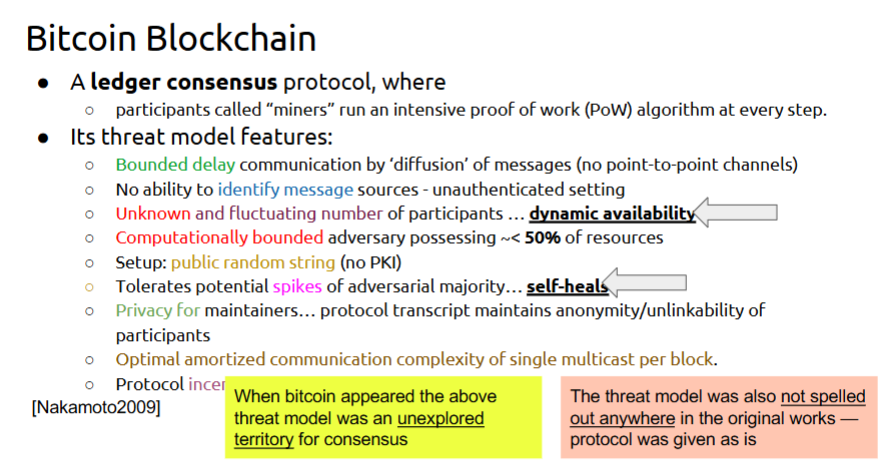 Bitcoin Blockchain
● A ledger consensus protocol, where
○ participants called “miners” run an intensive proof of work (PoW) algorithm at every step.
● Its threat model features:
○ Bounded delay communication by ‘diffusion’ of messages (no point-to-point channels)
○ No ability to identify message sources - unauthenticated setting
○ Unknown and fluctuating number of participants … dynamic availability
○ Computationally bounded adversary possessing ~< 50% of resources
○ Setup: public random string (no PKI)
○ Tolerates potential spikes of adversarial majority… self-heals
○ Privacy for maintainers… protocol transcript maintains anonymity/unlinkability of
participants
○ Optimal amortized communication complexity of single multicast per block.
○ Protocol
[Nakamoto2009]
When bitcoin appeared the above
threat model was an unexplored
territory for consensus
The threat model was also not spelled
out anywhere in the original works —
protocol was given as is